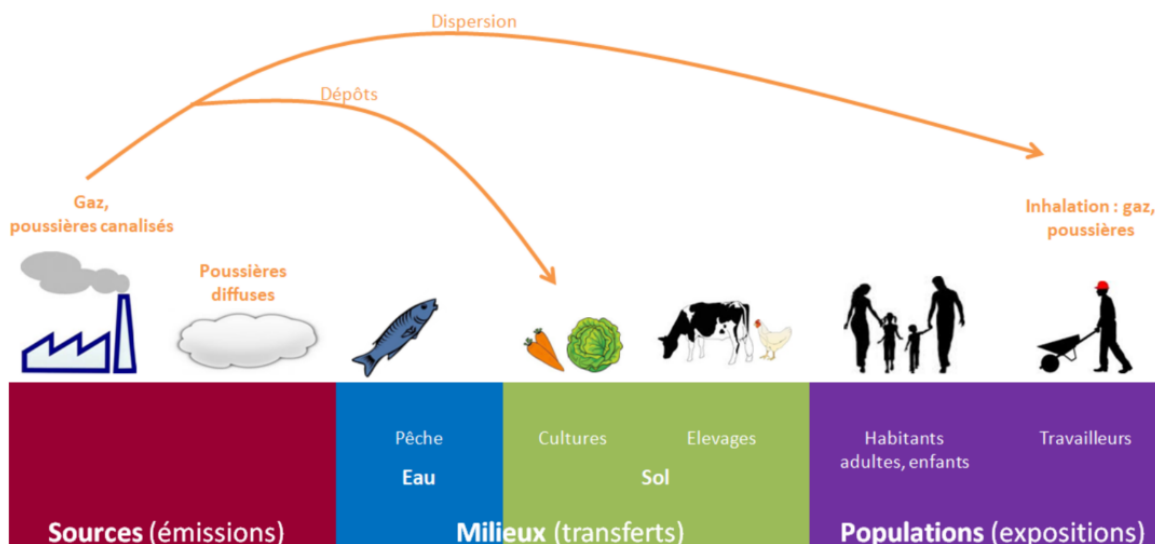 Dispersion
Dépôts
Gaz,
poussières canalisés
Poussières
diffuses
Inhalation : gaz,
poussières
Pêche
Cultures
Elevages
Habitants
adultes, enfants
Travailleurs
Eau
Sol
Sources (émissions)
Milieux (transferts)
Populations (expositions)